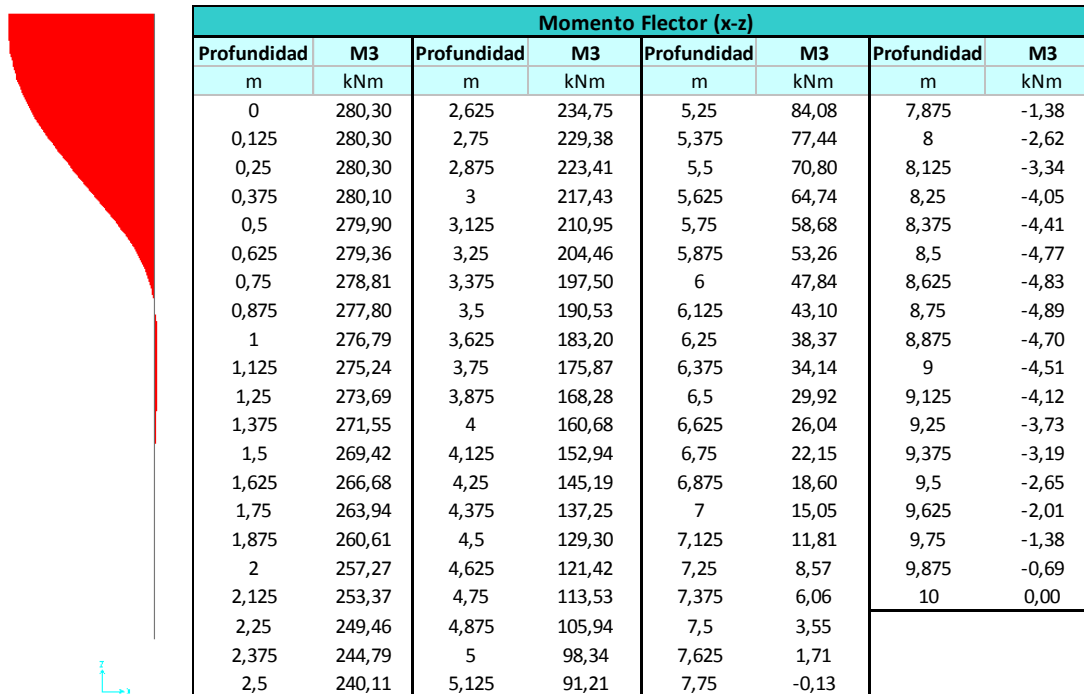 Momento Flector (x-z)
Profundidad M3 Profundidad M3 Profundidad M3 Profundidad M3
m kNm m kNm m kNm m kNm
0 280,30 2,625 234,75 5,25 84,08 7,875 -1,38
0,125 280,30 2,75 229,38 5,375 77,44 8 -2,62
0,25 280,30 2,875 223,41 5,5 70,80 8,125 -3,34
0,375 280,10 3 217,43 5,625 64,74 8,25 -4,05
0,5 279,90 3,125 210,95 5,75 58,68 8,375 -4,41
0,625 279,36 3,25 204,46 5,875 53,26 8,5 -4,77
0,75 278,81 3,375 197,50 6 47,84 8,625 -4,83
0,875 277,80 3,5 190,53 6,125 43,10 8,75 -4,89
1 276,79 3,625 183,20 6,25 38,37 8,875 -4,70
1,125 275,24 3,75 175,87 6,375 34,14 9 -4,51
1,25 273,69 3,875 168,28 6,5 29,92 9,125 -4,12
1,375 271,55 4 160,68 6,625 26,04 9,25 -3,73
1,5 269,42 4,125 152,94 6,75 22,15 9,375 -3,19
1,625 266,68 4,25 145,19 6,875 18,60 9,5 -2,65
1,75 263,94 4,375 137,25 7 15,05 9,625 -2,01
1,875 260,61 4,5 129,30 7,125 11,81 9,75 -1,38
2 257,27 4,625 121,42 7,25 8,57 9,875 -0,69
2,125 253,37 4,75 113,53 7,375 6,06 10 0,00
2,25 249,46 4,875 105,94 7,5 3,55
2,375 244,79 5 98,34 7,625 1,71
2,5 240,11 5,125 91,21 7,75 -0,13
Z